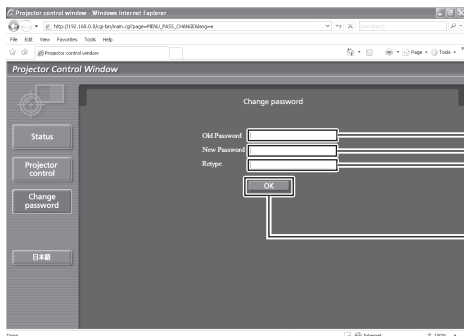 Projector control window - Windows Internet Explorer
http://192.168.0.8/cgi-bin/main.cgi?page=MENU_PASS_CHANGE&lang=e
Live Search
File Edit View Favorites Tools Help
Projector control window
Page Tools
Projector Control Window
Change password
Status
Projector
control
Change
password
日本語
Old Password
New Password
Retype
OK
Done
Internet
100%